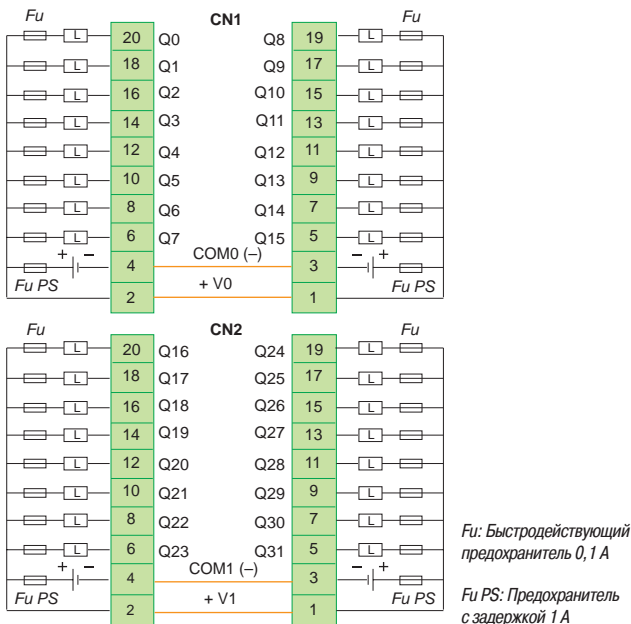 Fu CN1 Fu
L 20 Q0 Q8 19 L
L 18 Q1 Q9 17 L
L 16 Q2 Q10 15 L
L 14 Q3 Q11 13 L
L 12 Q4 Q12 11 L
L 10 Q5 Q13 9 L
L 8 Q6 Q14 7 L
L 6 Q7 Q15 5 L
+ – 4 COM0 (–) 3 – +
Fu PS Fu PS
2 + V0 1
Fu CN2 Fu
L 20 Q16 Q24 19 L
L 18 Q17 Q25 17 L
L 16 Q18 Q26 15 L
L 14 Q19 Q27 13 L
L 12 Q20 Q28 11 L
L 10 Q21 Q29 9 L
L 8 Q22 Q30 7 L
L 6 Q23 Q31 5 L
+ – 4 COM1 (–) 3 – +
Fu PS Fu PS
2 + V1 1
Fu: Быстродействующий
предохранитель 0,1 А
Fu PS: Предохранитель
с задержкой 1 А